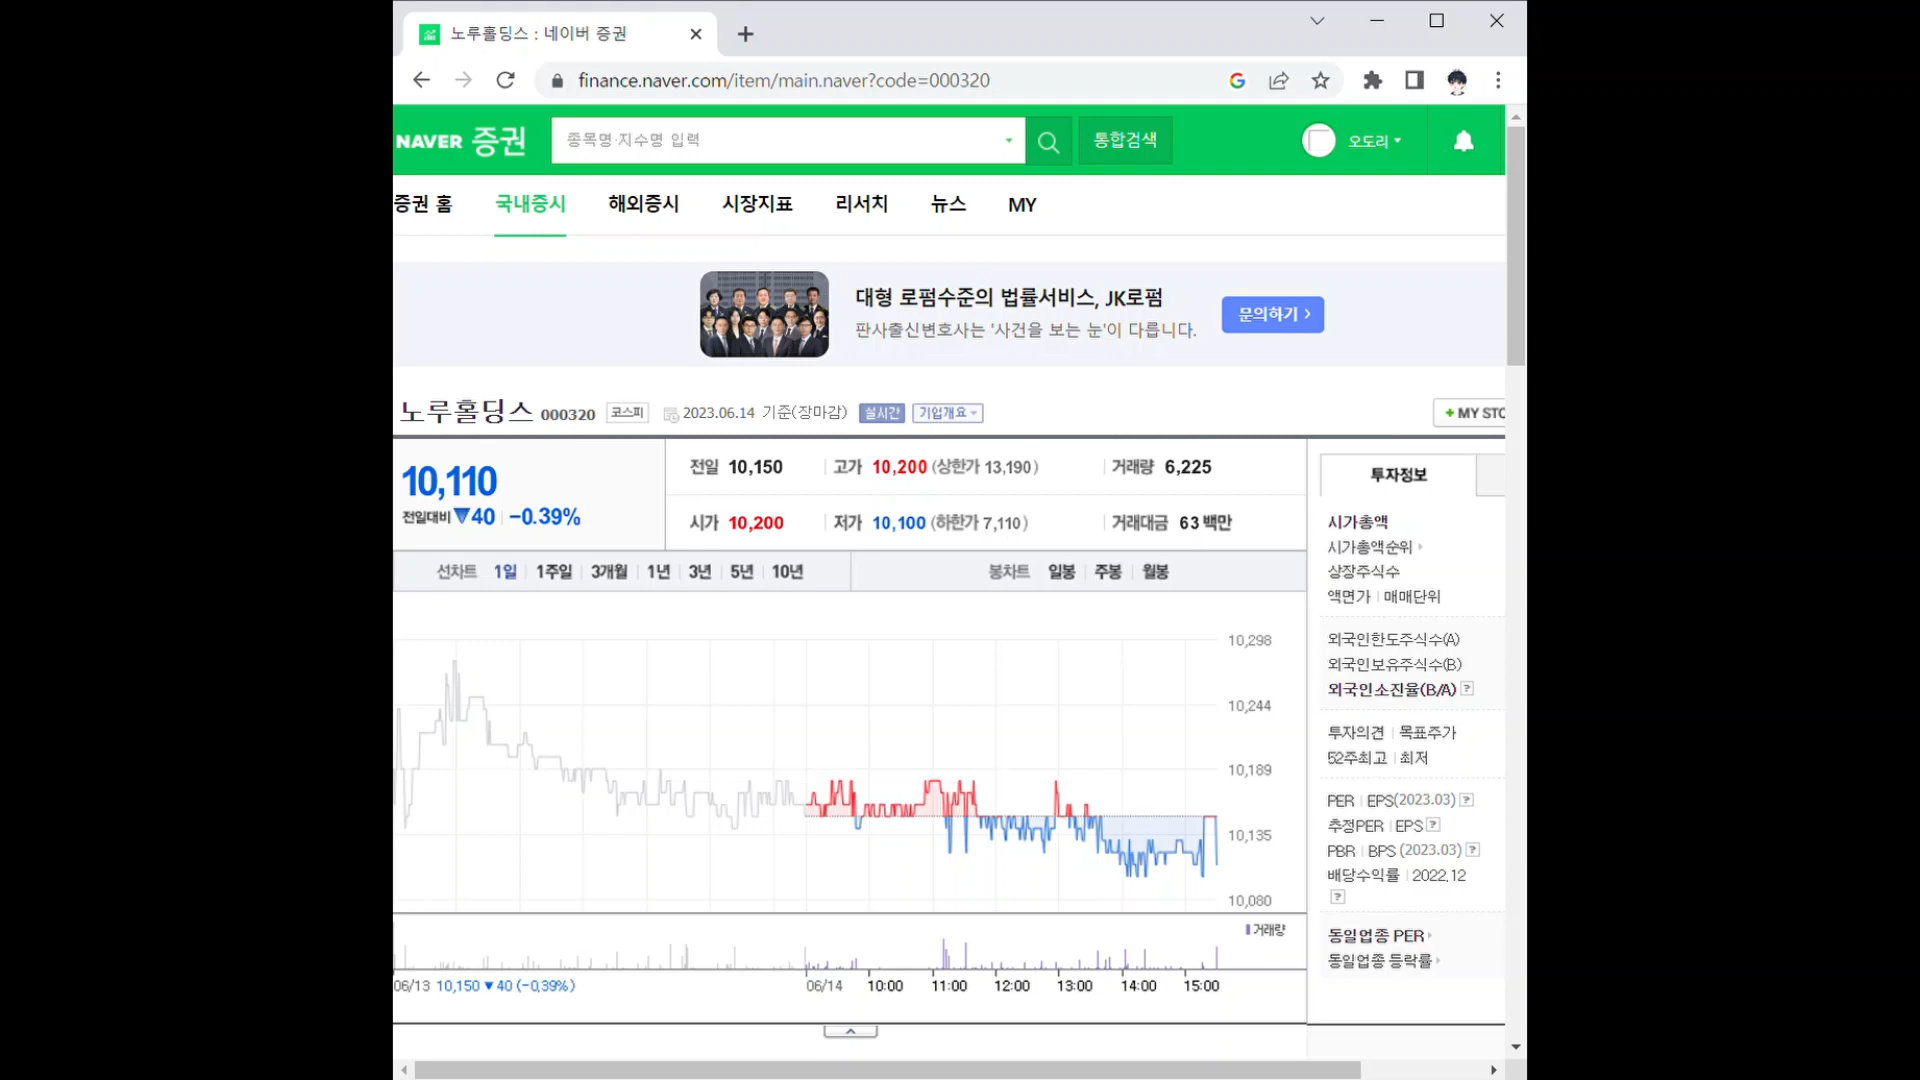 노루홀딩스 : 네이버 증권
finance.naver.com/item/main.naver?code=000320
NAVER 증권
종목명·지수명 입력
통합검색
오도리
증권 홈 국내증시 해외증시 시장지표 리서치 뉴스 MY
대형 로펌수준의 법률서비스, JK로펌
판사출신변호사는 '사건을 보는 눈'이 다릅니다.
문의하기 >
노루홀딩스 000320 코스피 2023.06.14 기준(장마감) 실시간 기업개요
+ MY STO
10,110
전일대비 ▼40 -0.39%
전일 10,150 고가 10,200 (상한가 13,190) 거래량 6,225
시가 10,200 저가 10,100 (하한가 7,110) 거래대금 63 백만
선차트 1일 1주일 3개월 1년 3년 5년 10년 봉차트 일봉 주봉 월봉
10,298
10,244
10,189
10,135
10,080
거래량
06/13 10,150 ▼40 (-0.39%) 06/14 10:00 11:00 12:00 13:00 14:00 15:00
투자정보
시가총액
시가총액순위
상장주식수
액면가 | 매매단위
외국인한도주식수(A)
외국인보유주식수(B)
외국인소진율(B/A) ?
투자의견 | 목표주가
52주최고 | 최저
PER | EPS(2023.03) ?
추정PER | EPS ?
PBR | BPS (2023.03) ?
배당수익률 | 2022.12
?
동일업종 PER
동일업종 등락률